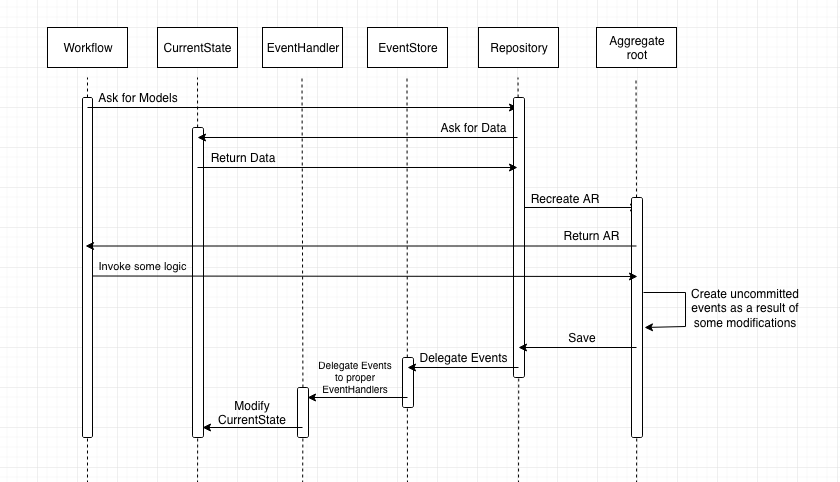 Workflow
CurrentState
EventHandler
EventStore
Repository
Aggregate
root
Ask for Models
Ask for Data
Return Data
Recreate AR
Return AR
Invoke some logic
Create uncommitted
events as a result of
some modifications
Save
Delegate Events
Delegate Events
to proper
EventHandlers
Modify
CurrentState